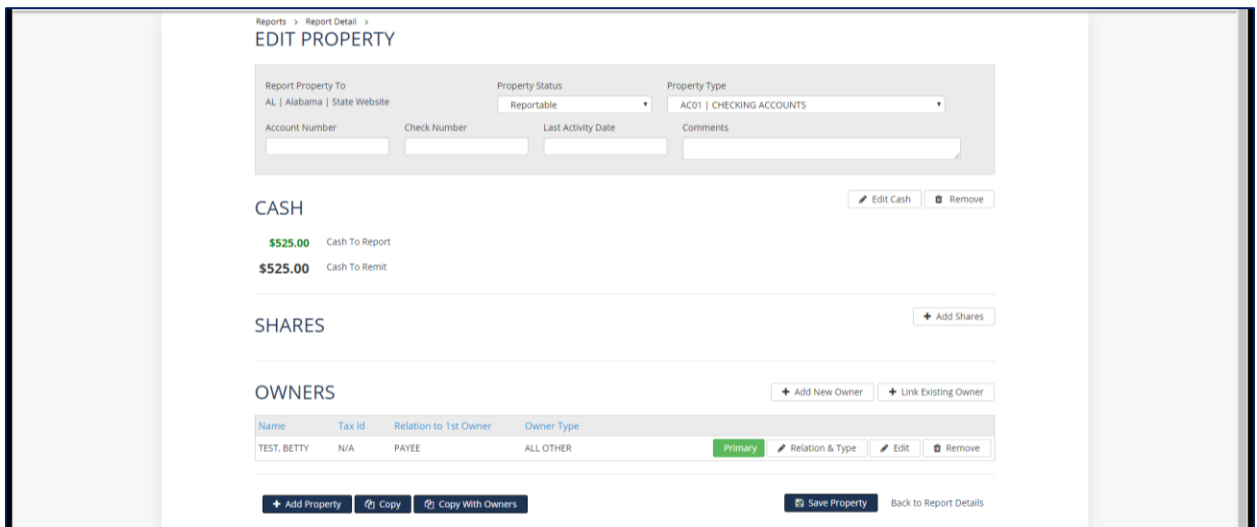 Reports > Report Detail >
EDIT PROPERTY
Report Property To Property Status Property Type
AL | Alabama | State Website Reportable AC01 | CHECKING ACCOUNTS
Account Number Check Number Last Activity Date Comments
CASH Edit Cash Remove
$525.00 Cash To Report
$525.00 Cash To Remit
SHARES + Add Shares
OWNERS + Add New Owner + Link Existing Owner
Name Tax Id Relation to 1st Owner Owner Type
TEST, BETTY N/A PAYEE ALL OTHER Primary Relation & Type Edit Remove
+ Add Property Copy Copy With Owners Save Property Back to Report Details